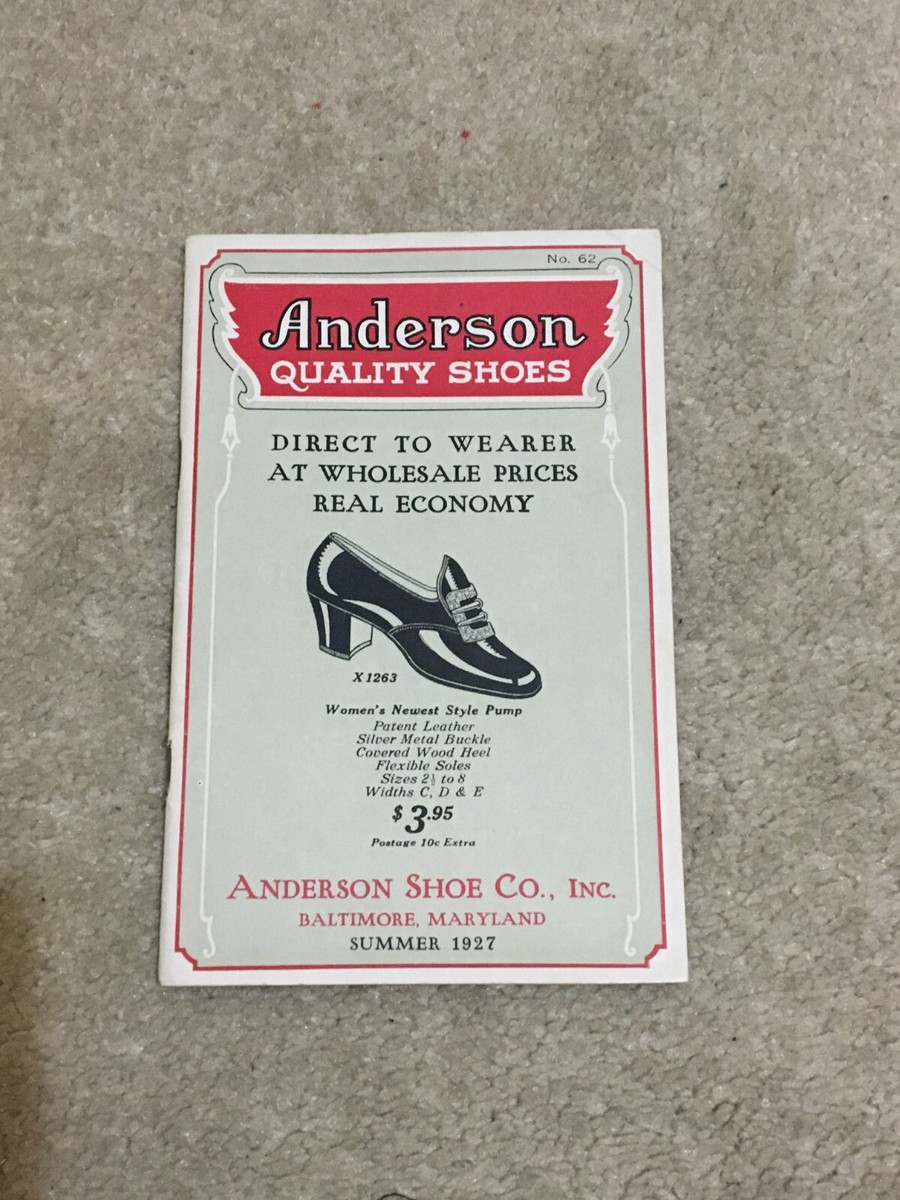 No. 62
Anderson
QUALITY SHOES
DIRECT TO WEARER
AT WHOLESALE PRICES
REAL ECONOMY
X1263
Women's Newest Style Pump
Patent Leather
Silver Metal Buckle
Covered Wood Heel
Flexible Soles
Sizes 2½ to 8
Widths C, D & E
$3.95
Postage 10c Extra
ANDERSON SHOE CO., INC.
BALTIMORE, MARYLAND
SUMMER 1927